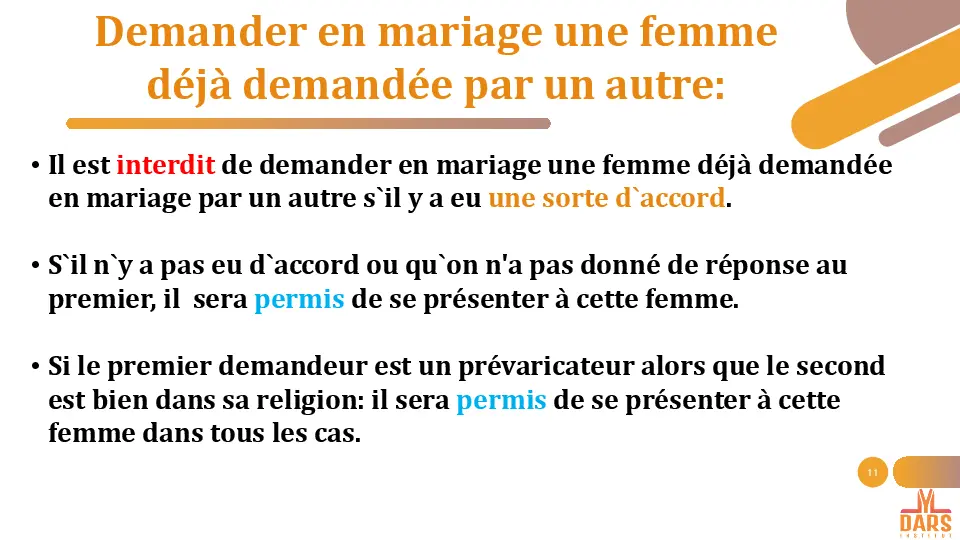 Demander en mariage une femme
déjà demandée par un autre:
• Il est interdit de demander en mariage une femme déjà demandée
en mariage par un autre s`il y a eu une sorte d`accord.
• S`il n`y a pas eu d`accord ou qu`on n'a pas donné de réponse au
premier, il  sera permis de se présenter à cette femme.
• Si le premier demandeur est un prévaricateur alors que le second
est bien dans sa religion: il sera permis de se présenter à cette
femme dans tous les cas.
11
DARS
INSTITUT